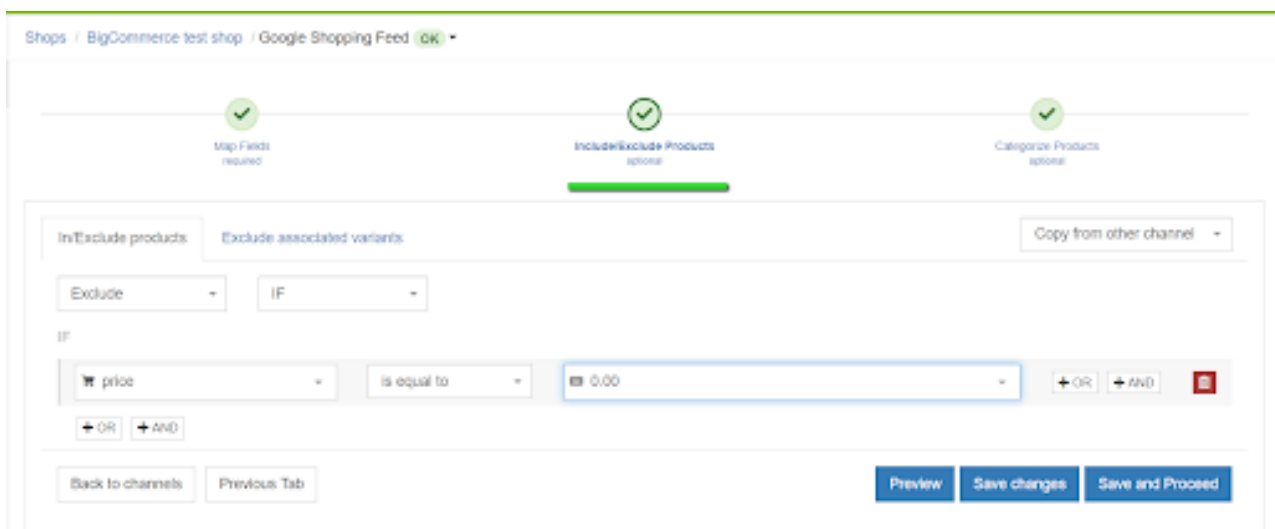 Shops / BigCommerce test shop / Google Shopping Feed OK
Map Fields
required
Include/Exclude Products
optional
Categorize Products
optional
In/Exclude products Exclude associated variants Copy from other channel
Exclude IF
IF
price is equal to 0.00 + OR + AND
+ OR + AND
Back to channels Previous Tab Preview Save changes Save and Proceed